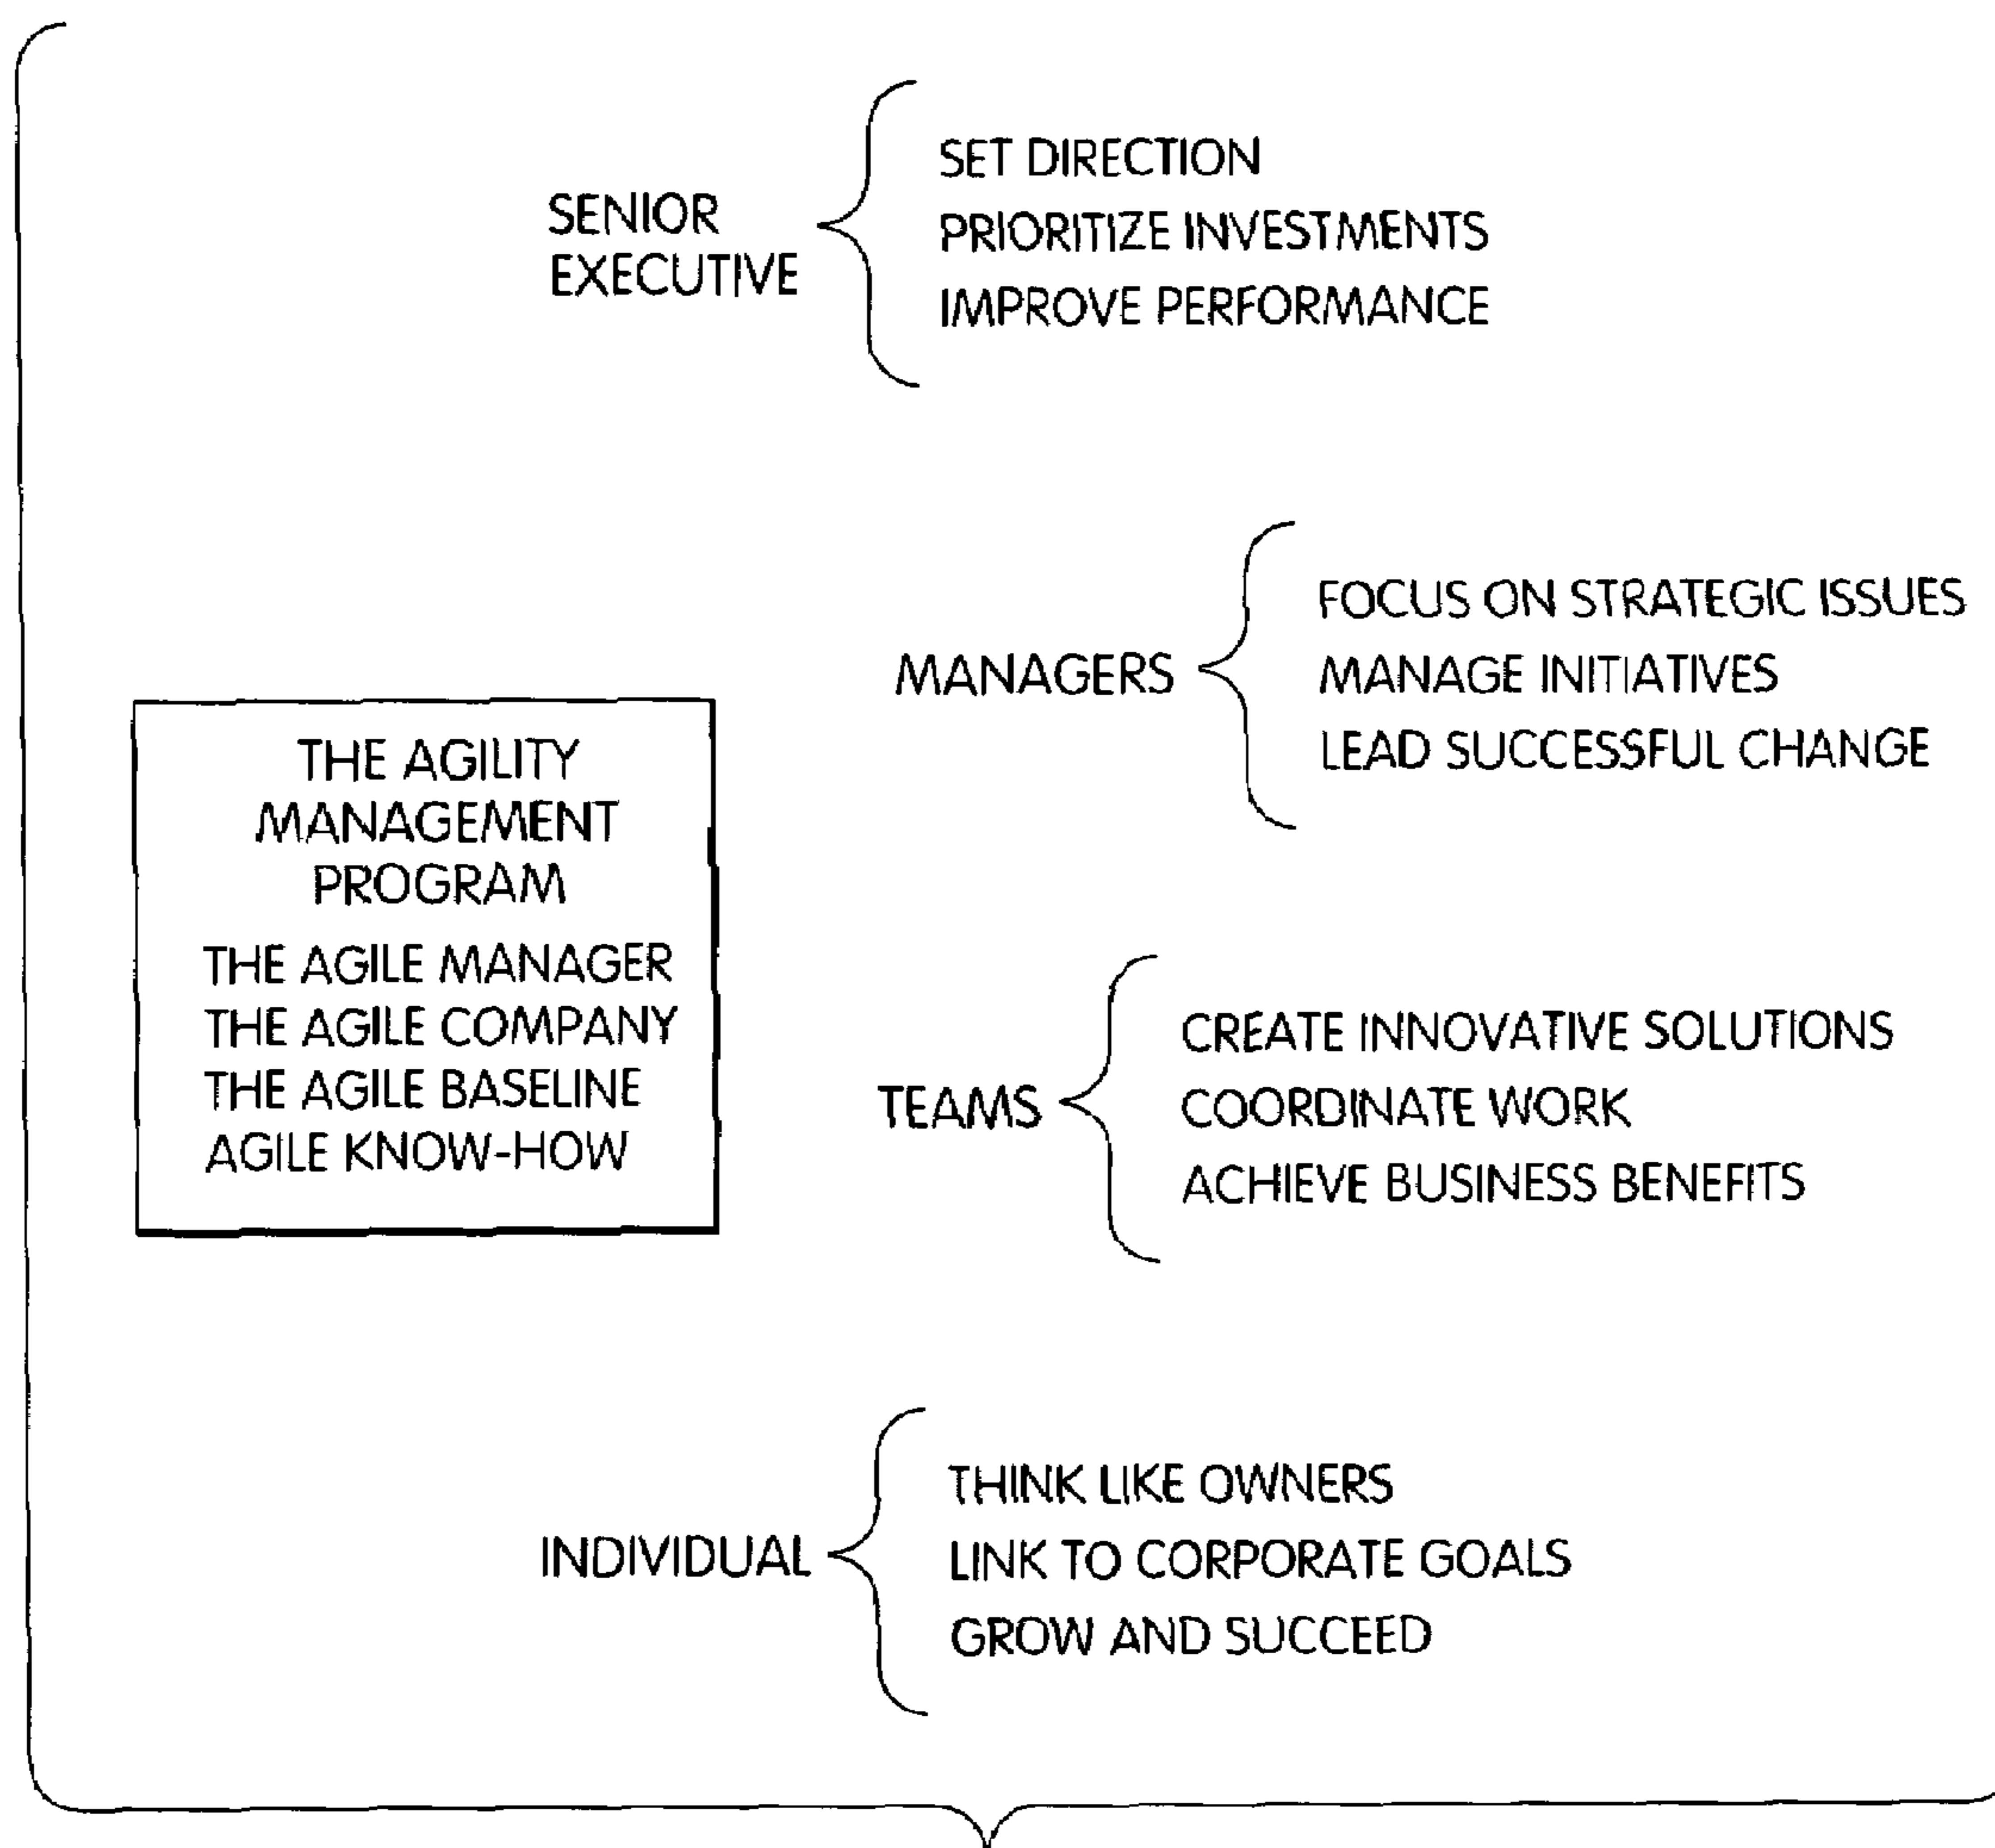 SENIOR
EXECUTIVE
SET DIRECTION
PRIORITIZE INVESTMENTS
IMPROVE PERFORMANCE
MANAGERS
FOCUS ON STRATEGIC ISSUES
MANAGE INITIATIVES
LEAD SUCCESSFUL CHANGE
THE AGILITY
MANAGEMENT
PROGRAM
THE AGILE MANAGER
THE AGILE COMPANY
THE AGILE BASELINE
AGILE KNOW-HOW
TEAMS
CREATE INNOVATIVE SOLUTIONS
COORDINATE WORK
ACHIEVE BUSINESS BENEFITS
INDIVIDUAL
THINK LIKE OWNERS
LINK TO CORPORATE GOALS
GROW AND SUCCEED